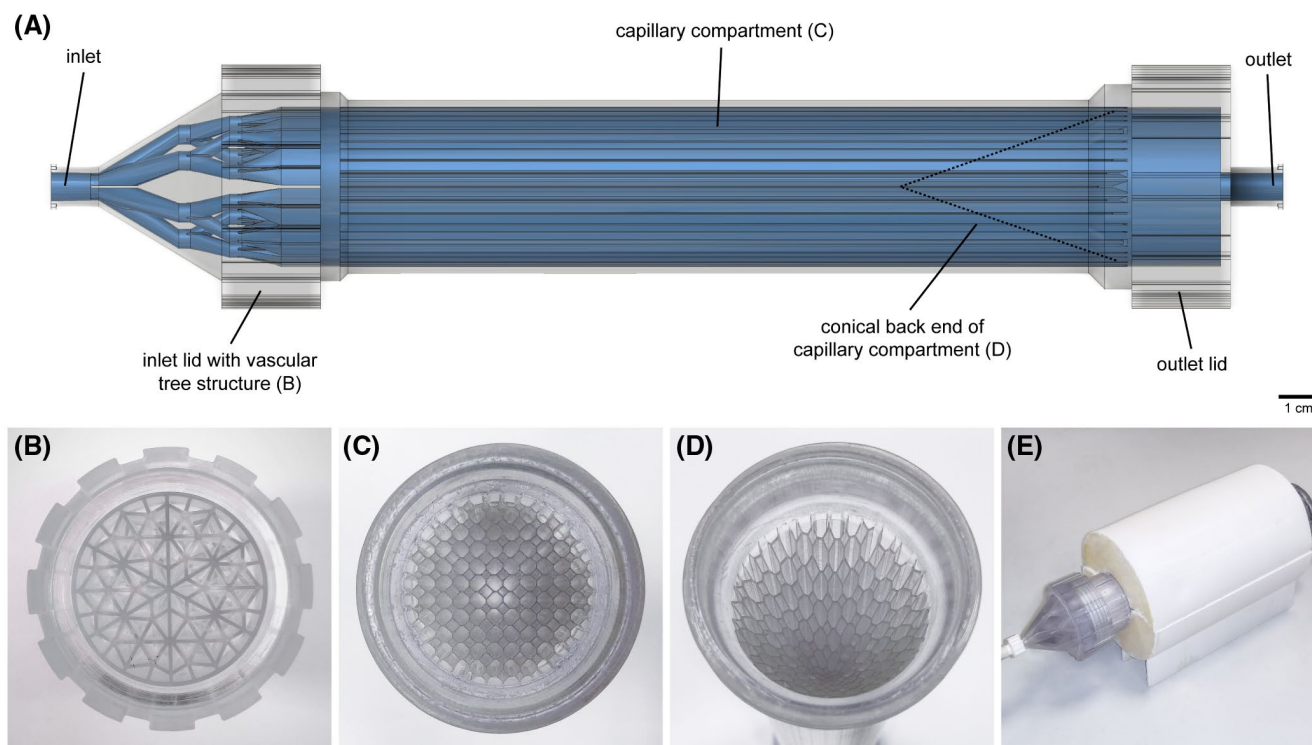 (A)
capillary compartment (C)
inlet
outlet
inlet lid with vascular
tree structure (B)
conical back end of
capillary compartment (D)
outlet lid
1 cm
(B)
(C)
(D)
(E)